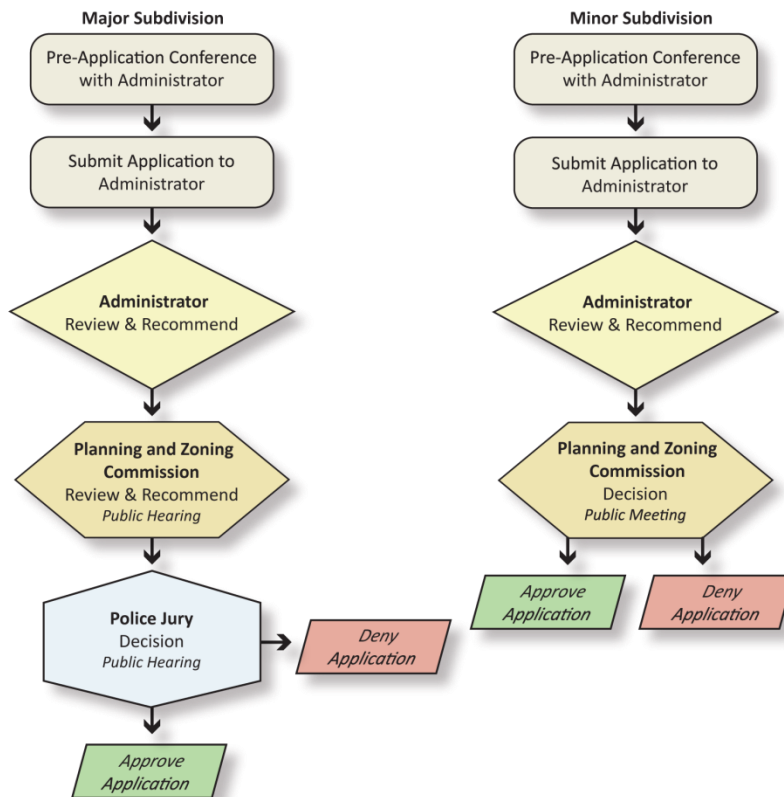 Major Subdivision
Pre-Application Conference
with Administrator
Submit Application to
Administrator
Administrator
Review & Recommend
Planning and Zoning
Commission
Review & Recommend
Public Hearing
Police Jury
Decision
Public Hearing
Deny
Application
Approve
Application
Minor Subdivision
Pre-Application Conference
with Administrator
Submit Application to
Administrator
Administrator
Review & Recommend
Planning and Zoning
Commission
Decision
Public Meeting
Approve
Application
Deny
Application